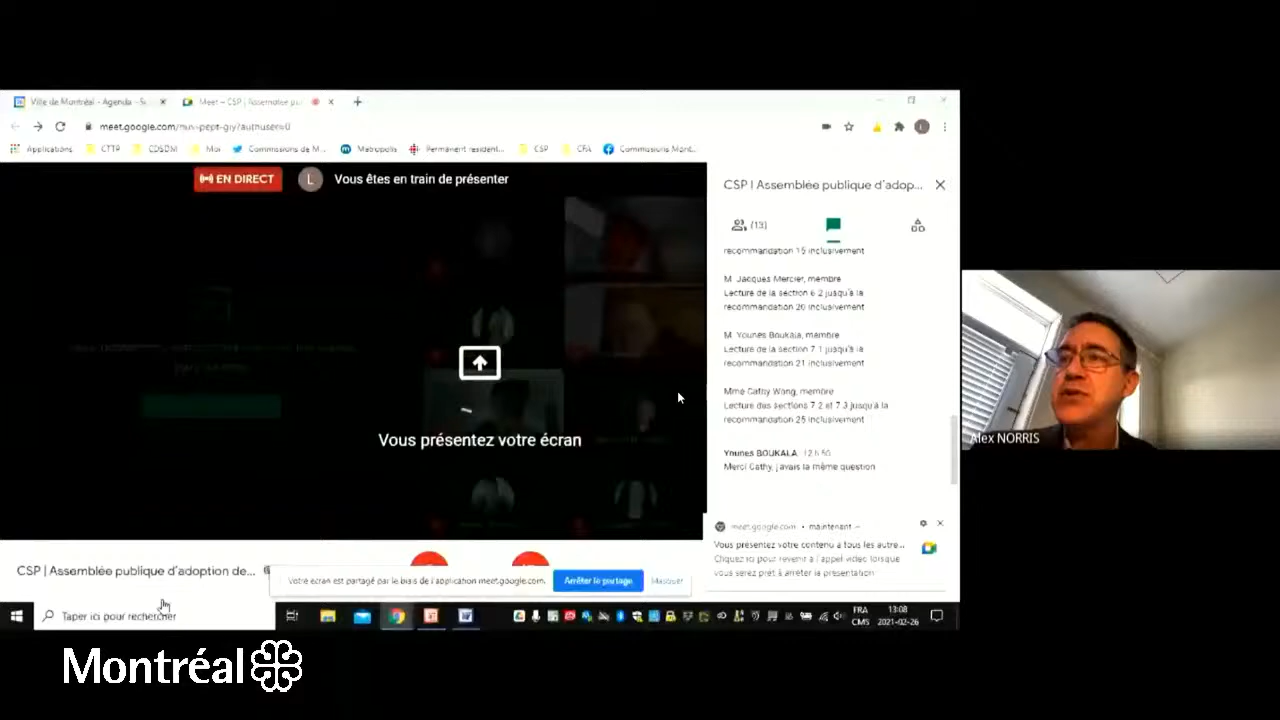 Ville de Montréal - Agenda - S
Meet – CSP | Assemblée pu
meet.google.com/
Applications
CTTP
CDSDM
Moi
Commissions de M...
Metropolis
Permanent resident...
CSP
CFA
Commissions Mont...
EN DIRECT
L
Vous êtes en train de présenter
Vous présentez votre écran
CSP | Assemblée publique d'adop...
(13)
recommandation 15 inclusivement
M. Jacques Mercier, membre
Lecture de la section 6.2 jusqu'à la
recommandation 20 inclusivement
M. Younes Boukala, membre
Lecture de la section 7.1 jusqu'à la
recommandation 21 inclusivement
Mme Cathy Wong, membre
Lecture des sections 7.2 et 7.3 jusqu'à la
recommandation 25 inclusivement
Younes BOUKALA
Merci Cathy, j'avais la même question
meet.google.com • maintenant
Vous présentez votre contenu à tous les autre...
Cliquez ici pour revenir à l'appel vidéo lorsque
vous serez prêt à arrêter la présentation
Alex NORRIS
CSP | Assemblée publique d'adoption de...
Votre écran est partagé par le biais de l'application meet.google.com.
Arrêter le partage
Masquer
Taper ici pour rechercher
FRA
CMS
13:08
2021-02-26
Montréal